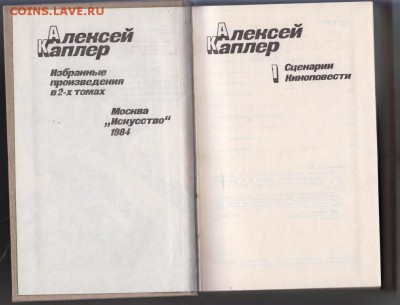 COINS.LAVE.RU
Алексей
Каплер
Избранные
произведения
в 2-х томах
Москва
„Искусство“
1984
Алексей
Каплер
1 Сценарии
Киноповести